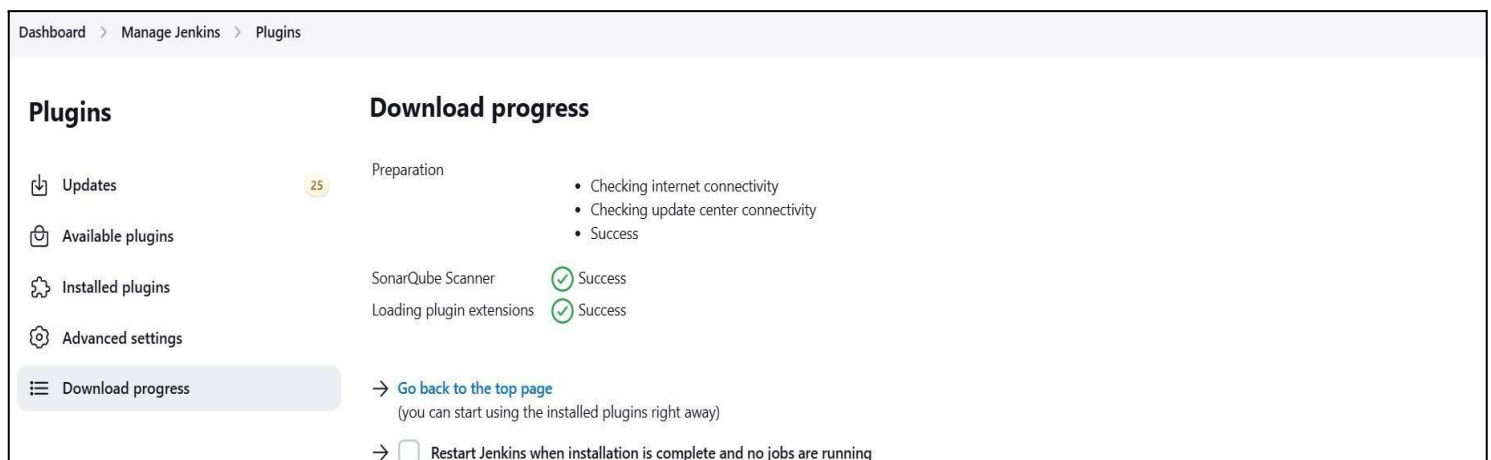 Dashboard > Manage Jenkins > Plugins
Plugins
Updates 25
Available plugins
Installed plugins
Advanced settings
Download progress
Download progress
Preparation
• Checking internet connectivity
• Checking update center connectivity
• Success
SonarQube Scanner Success
Loading plugin extensions Success
→ Go back to the top page
(you can start using the installed plugins right away)
→ Restart Jenkins when installation is complete and no jobs are running